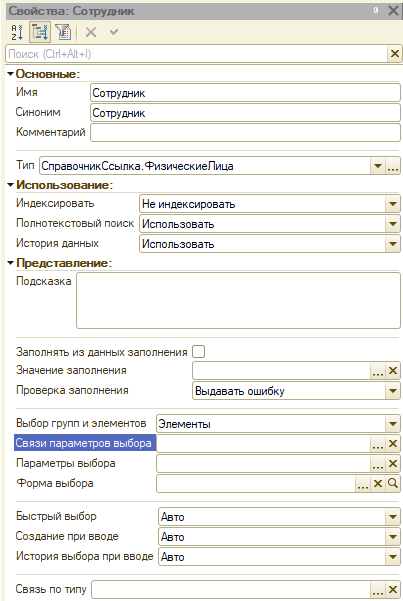 Свойства: Сотрудник
Поиск (Ctrl+Alt+I)
Основные:
Имя Сотрудник
Синоним Сотрудник
Комментарий
Тип СправочникСсылка.ФизическиеЛица
Использование:
Индексировать Не индексировать
Полнотекстовый поиск Использовать
История данных Использовать
Представление:
Подсказка
Заполнять из данных заполнения
Значение заполнения
Проверка заполнения Выдавать ошибку
Выбор групп и элементов Элементы
Связи параметров выбора
Параметры выбора
Форма выбора
Быстрый выбор Авто
Создание при вводе Авто
История выбора при вводе Авто
Связь по типу